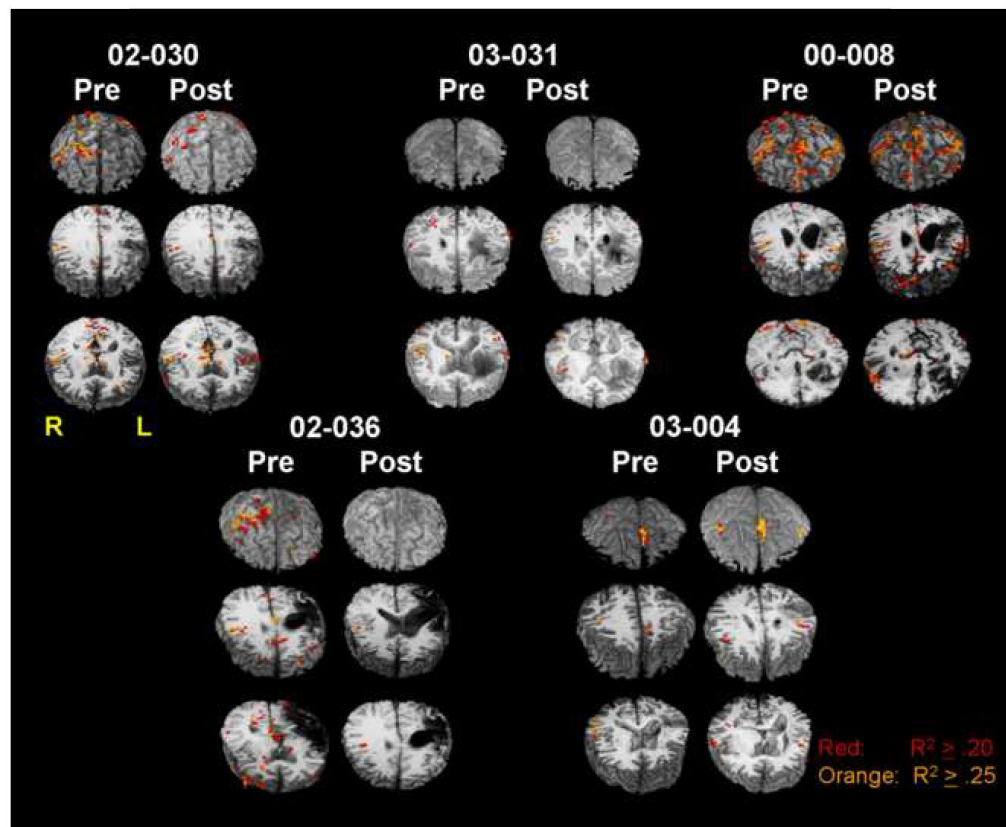 02-030 03-031 00-008
Pre Post Pre Post Pre Post
R L
02-036 03-004
Pre Post Pre Post
Red: R² ≥ .20
Orange: R² ≥ .25